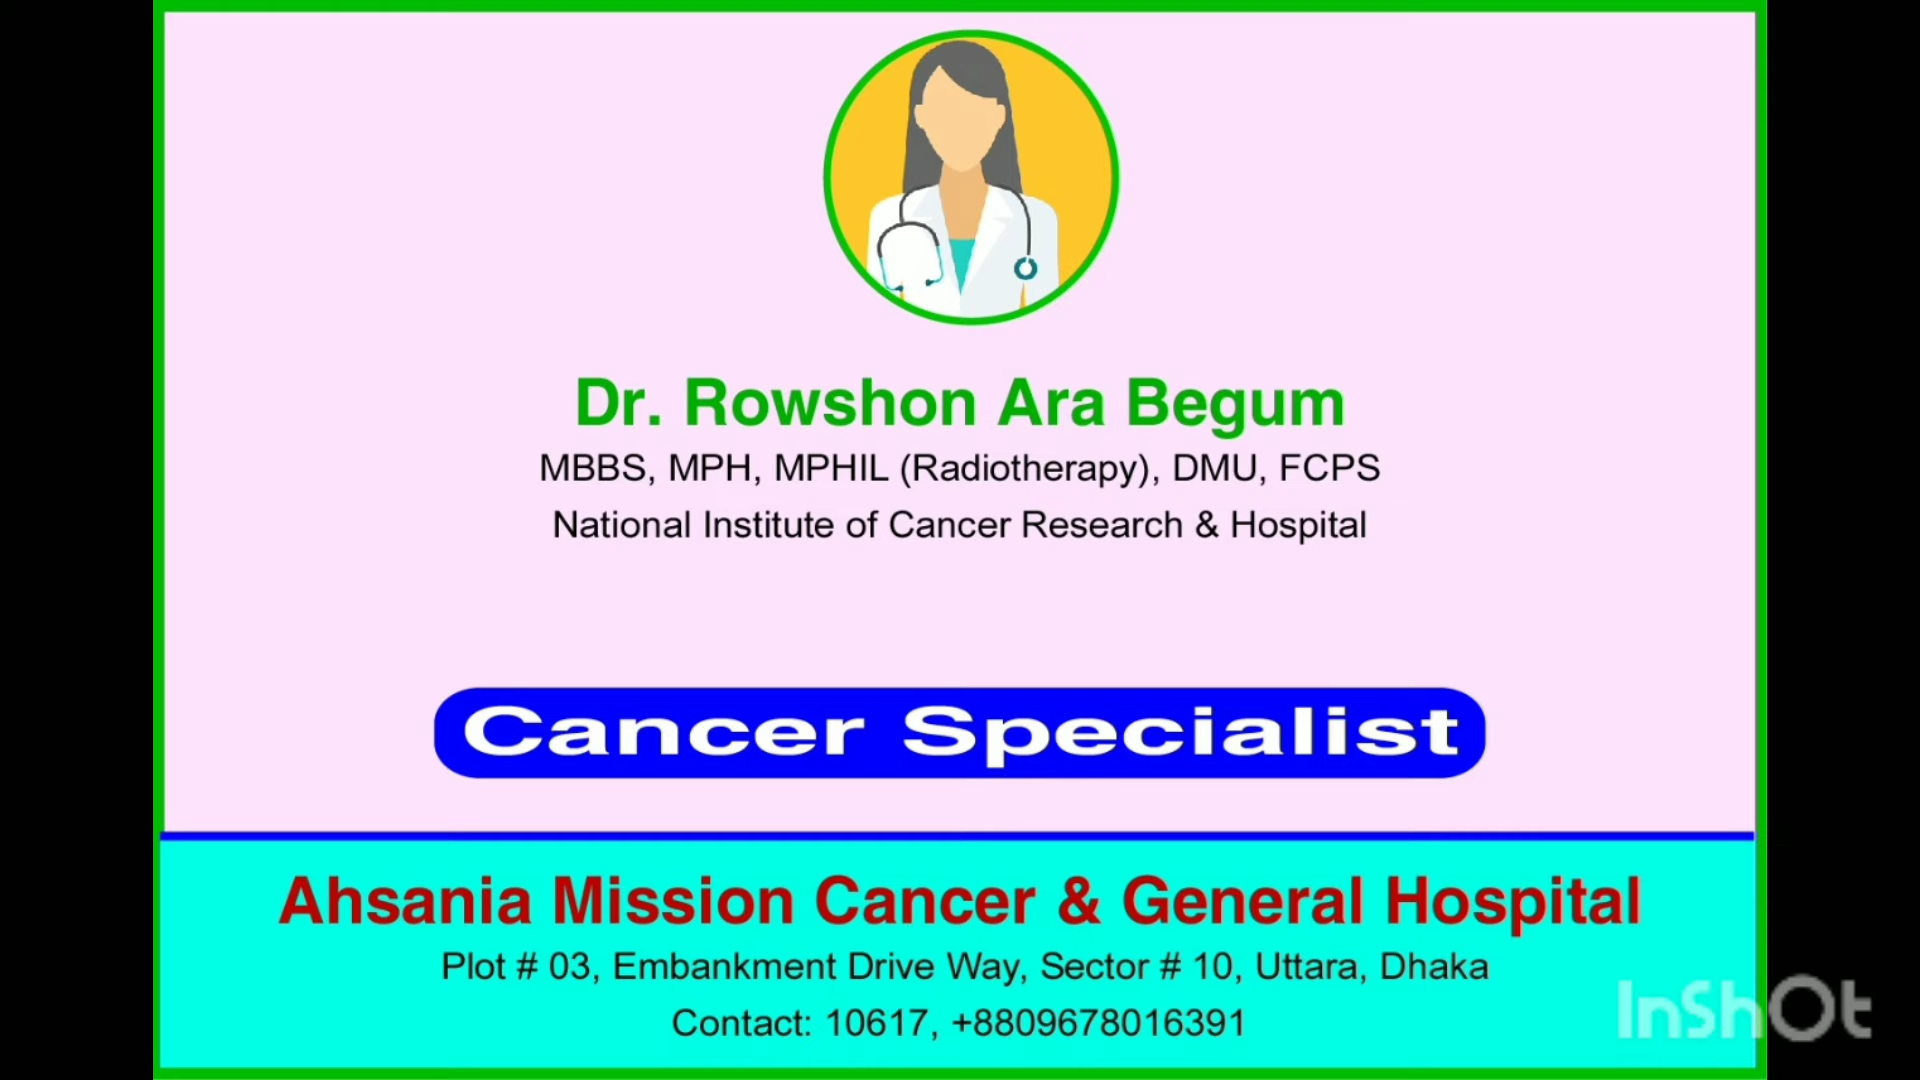 Dr. Rowshon Ara Begum
MBBS, MPH, MPHIL (Radiotherapy), DMU, FCPS
National Institute of Cancer Research & Hospital
Cancer Specialist
Ahsania Mission Cancer & General Hospital
Plot # 03, Embankment Drive Way, Sector # 10, Uttara, Dhaka
Contact: 10617, +8809678016391
InShOt